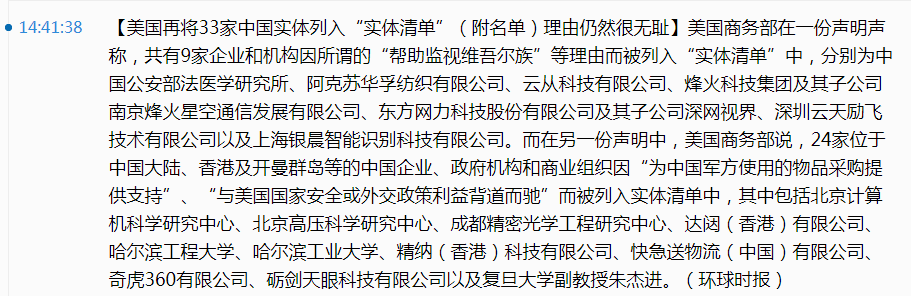 14:41:38
【美国再将33家中国实体列入“实体清单”（附名单）理由仍然很无耻】美国商务部在一份声明声
称，共有9家企业和机构因所谓的“帮助监视维吾尔族”等理由而被列入“实体清单”中，分别为中
国公安部法医学研究所、阿克苏华孚纺织有限公司、云从科技有限公司、烽火科技集团及其子公司
南京烽火星空通信发展有限公司、东方网力科技股份有限公司及其子公司深网视界、深圳云天励飞
技术有限公司以及上海银晨智能识别科技有限公司。而在另一份声明中，美国商务部说，24家位于
中国大陆、香港及开曼群岛等的中国企业、政府机构和商业组织因“为中国军方使用的物品采购提
供支持”、“与美国国家安全或外交政策利益背道而驰”而被列入实体清单中，其中包括北京计算
机科学研究中心、北京高压科学研究中心、成都精密光学工程研究中心、达闼（香港）有限公司、
哈尔滨工程大学、哈尔滨工业大学、精纳（香港）科技有限公司、快急送物流（中国）有限公司、
奇虎360有限公司、砺剑天眼科技有限公司以及复旦大学副教授朱杰进。（环球时报）